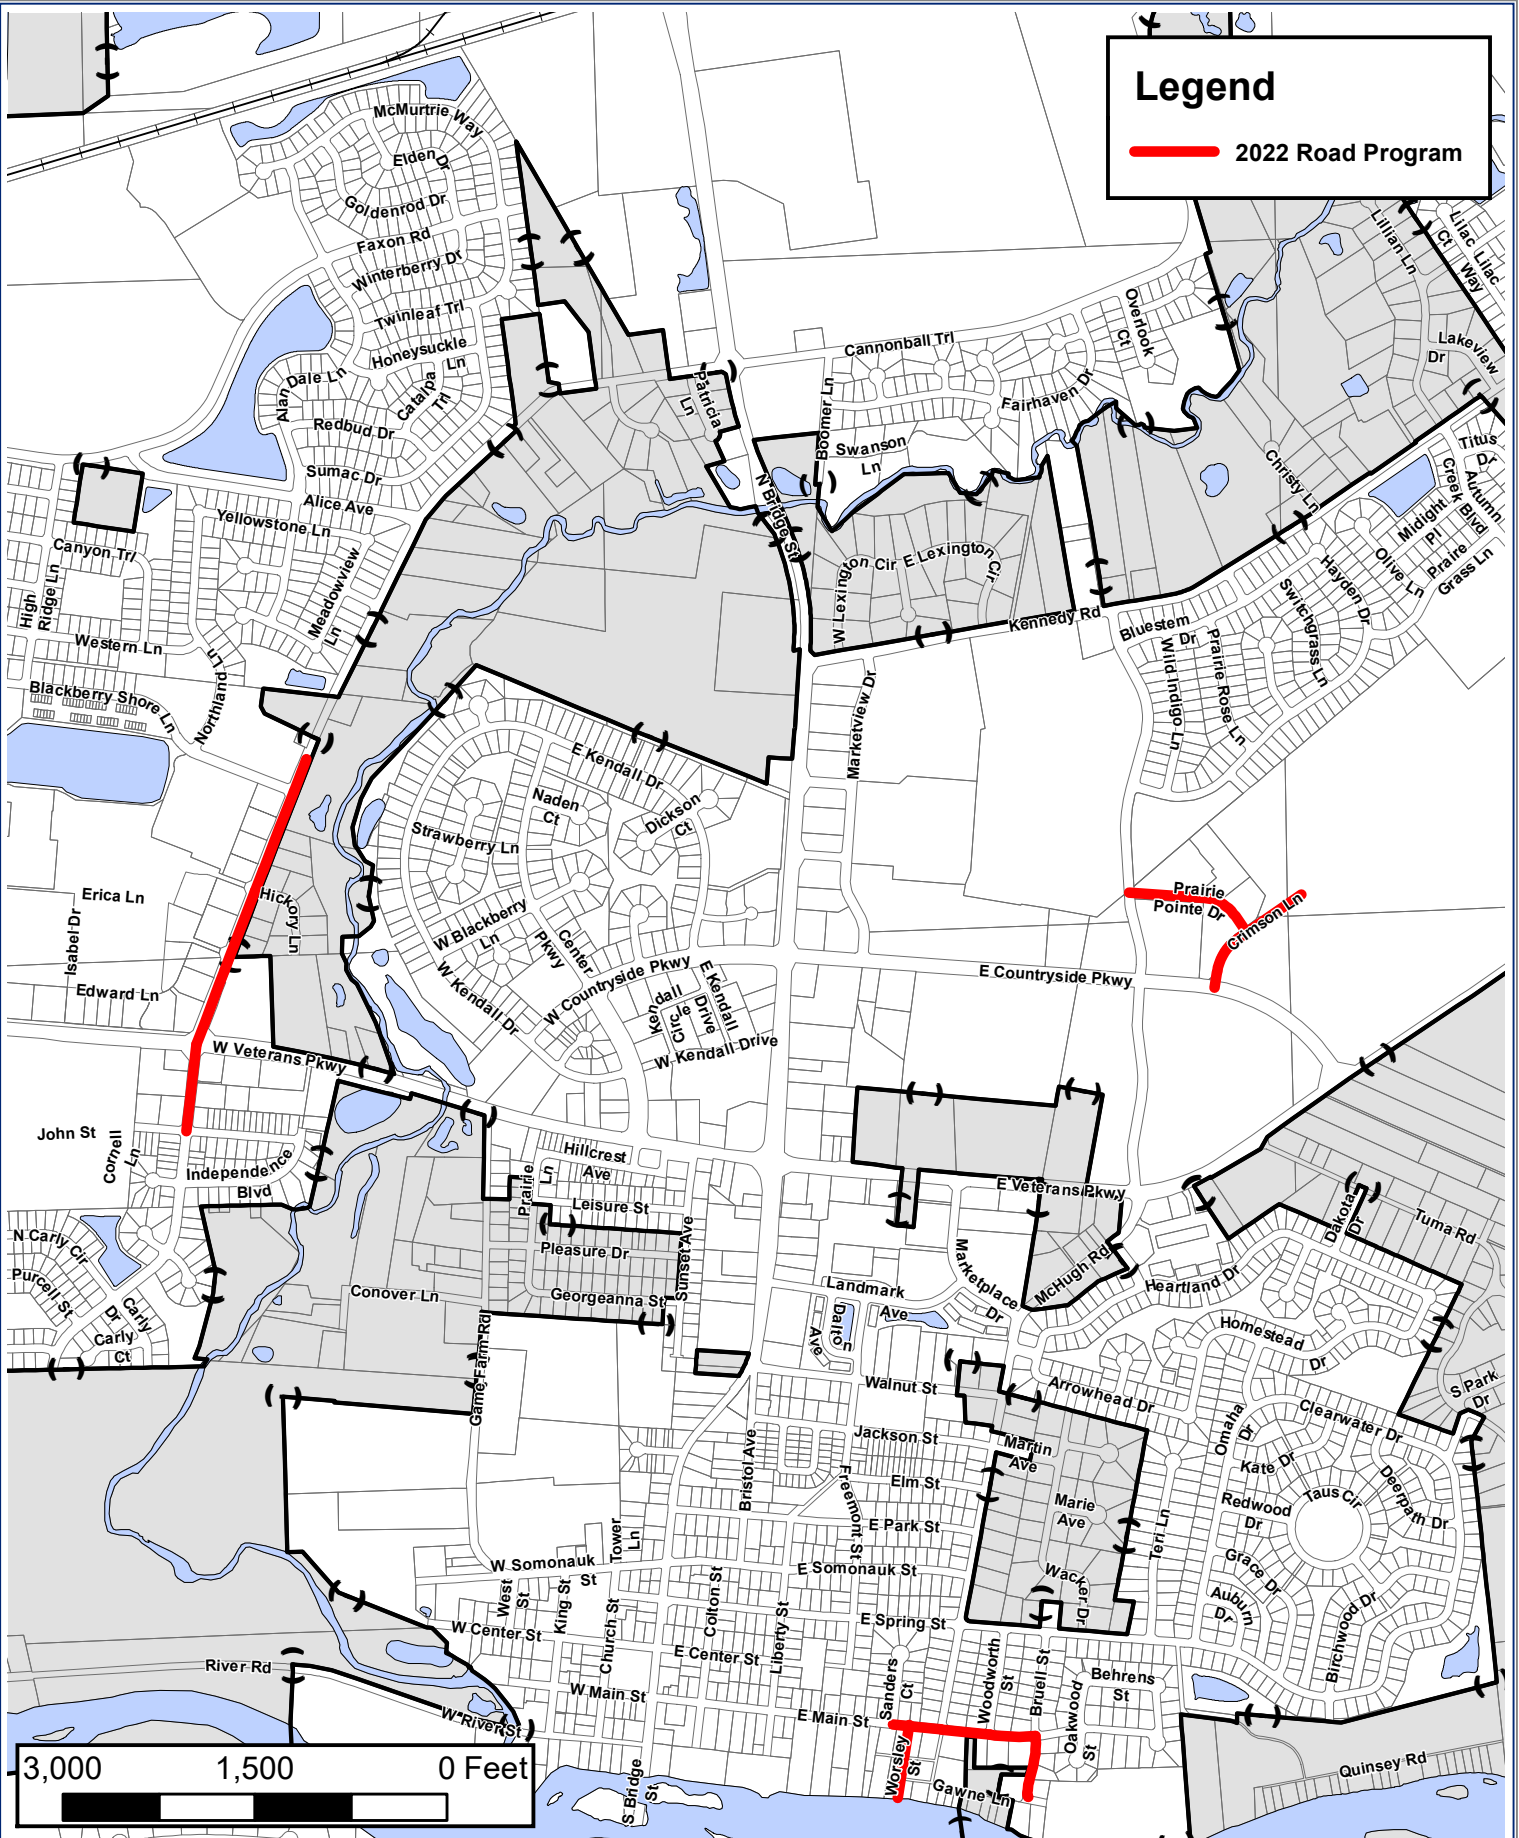 Legend
2022 Road Program
McMurtrie Way
Elden Dr
Goldenrod Dr
Faxon Rd
Winterberry Dr
Twinleaf Trl
Honeysuckle
Ln
Dale Ln
Alan
Catalpa
Trl
Redbud Dr
Sumac Dr
Alice Ave
Yellowstone Ln
Canyon Trl
High
Ridge Ln
Meadowview
Ln
Western Ln
Northland Ln
Blackberry Shore Ln
Lillian Ln
Lilac
Ct
Lilac
Way
Lakeview
Dr
Overlook
Ct
Cannonball Trl
Fairhaven Dr
Boomer Ln
Swanson
Ln
Patricia
Ln
N Bridge St
W Lexington Cir
E Lexington
Cir
Kennedy Rd
Christy Ln
Titus
Dr
Autumn
Creek Blvd
Midight
Pl
Praire
Grass Ln
Olive Ln
Hayden Dr
Switchgrass Ln
Bluestem
Dr
Prairie Rose Ln
Wild Indigo Ln
Marketview Dr
E Kendall Dr
Naden
Ct
Dickson
Ct
Strawberry Ln
W Blackberry
Ln
Center
Pkwy
W Kendall Dr
W Countryside Pkwy
Kendall
Circle
E Kendall
Drive
W Kendall Drive
Erica Ln
Isabel Dr
Edward Ln
Hickory Ln
Prairie
Pointe Dr
Crimson Ln
E Countryside Pkwy
W Veterans Pkwy
John St
Cornell
Ln
Independence
Blvd
N Carly Cir
Purcell St
Carly
Dr
Carly
Ct
Hillcrest
Ave
Prairie
Ln
Leisure St
Pleasure Dr
Georgeanna St
Sunset Ave
Conover Ln
Game Farm Rd
E Veterans Pkwy
McHugh Rd
Marketplace
Dr
Landmark
Ave
Dalton
Ave
Heartland Dr
Dakota
Dr
Tuma Rd
Homestead
Dr
S Park
Dr
Walnut St
Arrowhead Dr
Clearwater Dr
Omaha
Dr
Kate Dr
Deerpath Dr
Jackson St
Martin
Ave
Bristol Ave
Freemont St
Elm St
Marie
Ave
Redwood
Dr
Taus Cir
E Park St
Teri Ln
Tower
Ln
W Somonauk
St
E Somonauk St
Wacker Dr
Grace Dr
Auburn
Dr
Birchwood Dr
West
St
King St
Church St
Colton St
Liberty St
E Spring St
W Center St
E Center St
Sanders
Ct
Woodworth
St
Bruell St
Behrens
St
Oakwood
St
River Rd
W Main St
E Main St
W River St
Worsley
St
Gawne Ln
S Bridge
St
Quinsey Rd
3,000 1,500 0 Feet